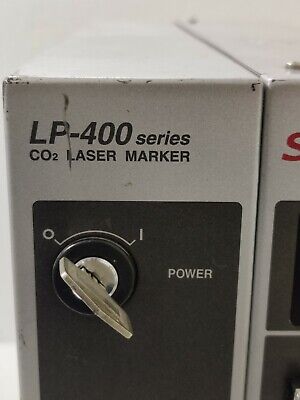 LP-400 series
CO₂ LASER MARKER
S
O I
POWER